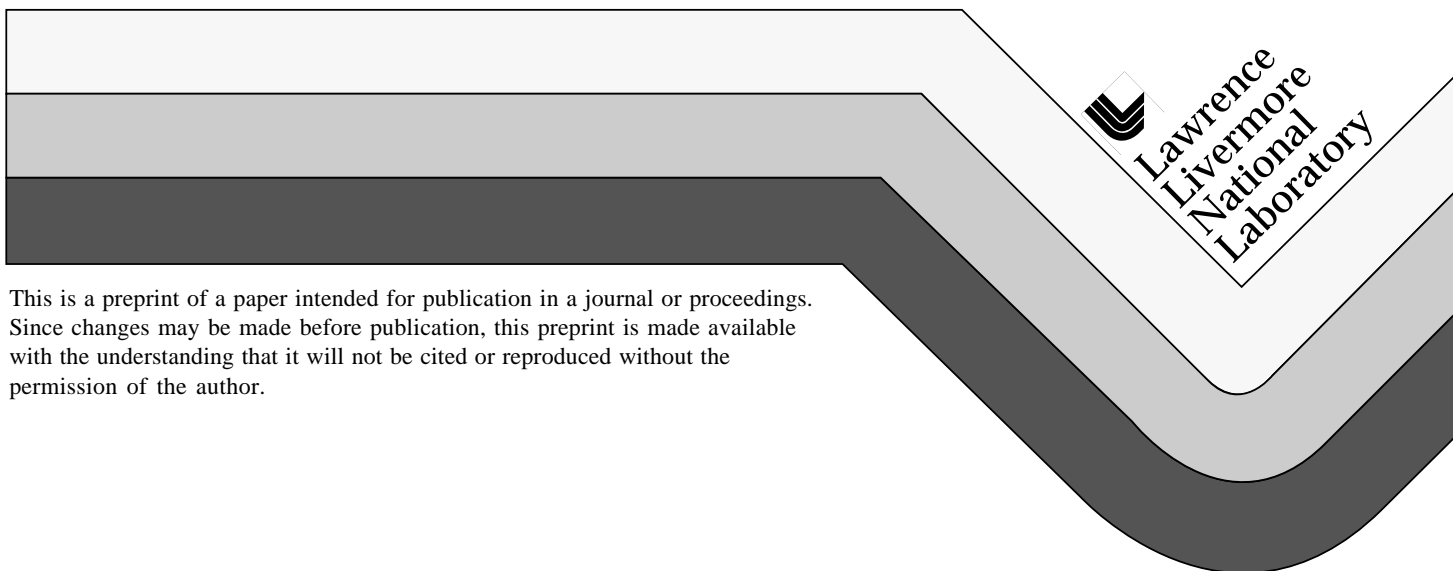 Lawrence
Livermore
National
Laboratory
This is a preprint of a paper intended for publication in a journal or proceedings.
Since changes may be made before publication, this preprint is made available
with the understanding that it will not be cited or reproduced without the
permission of the author.